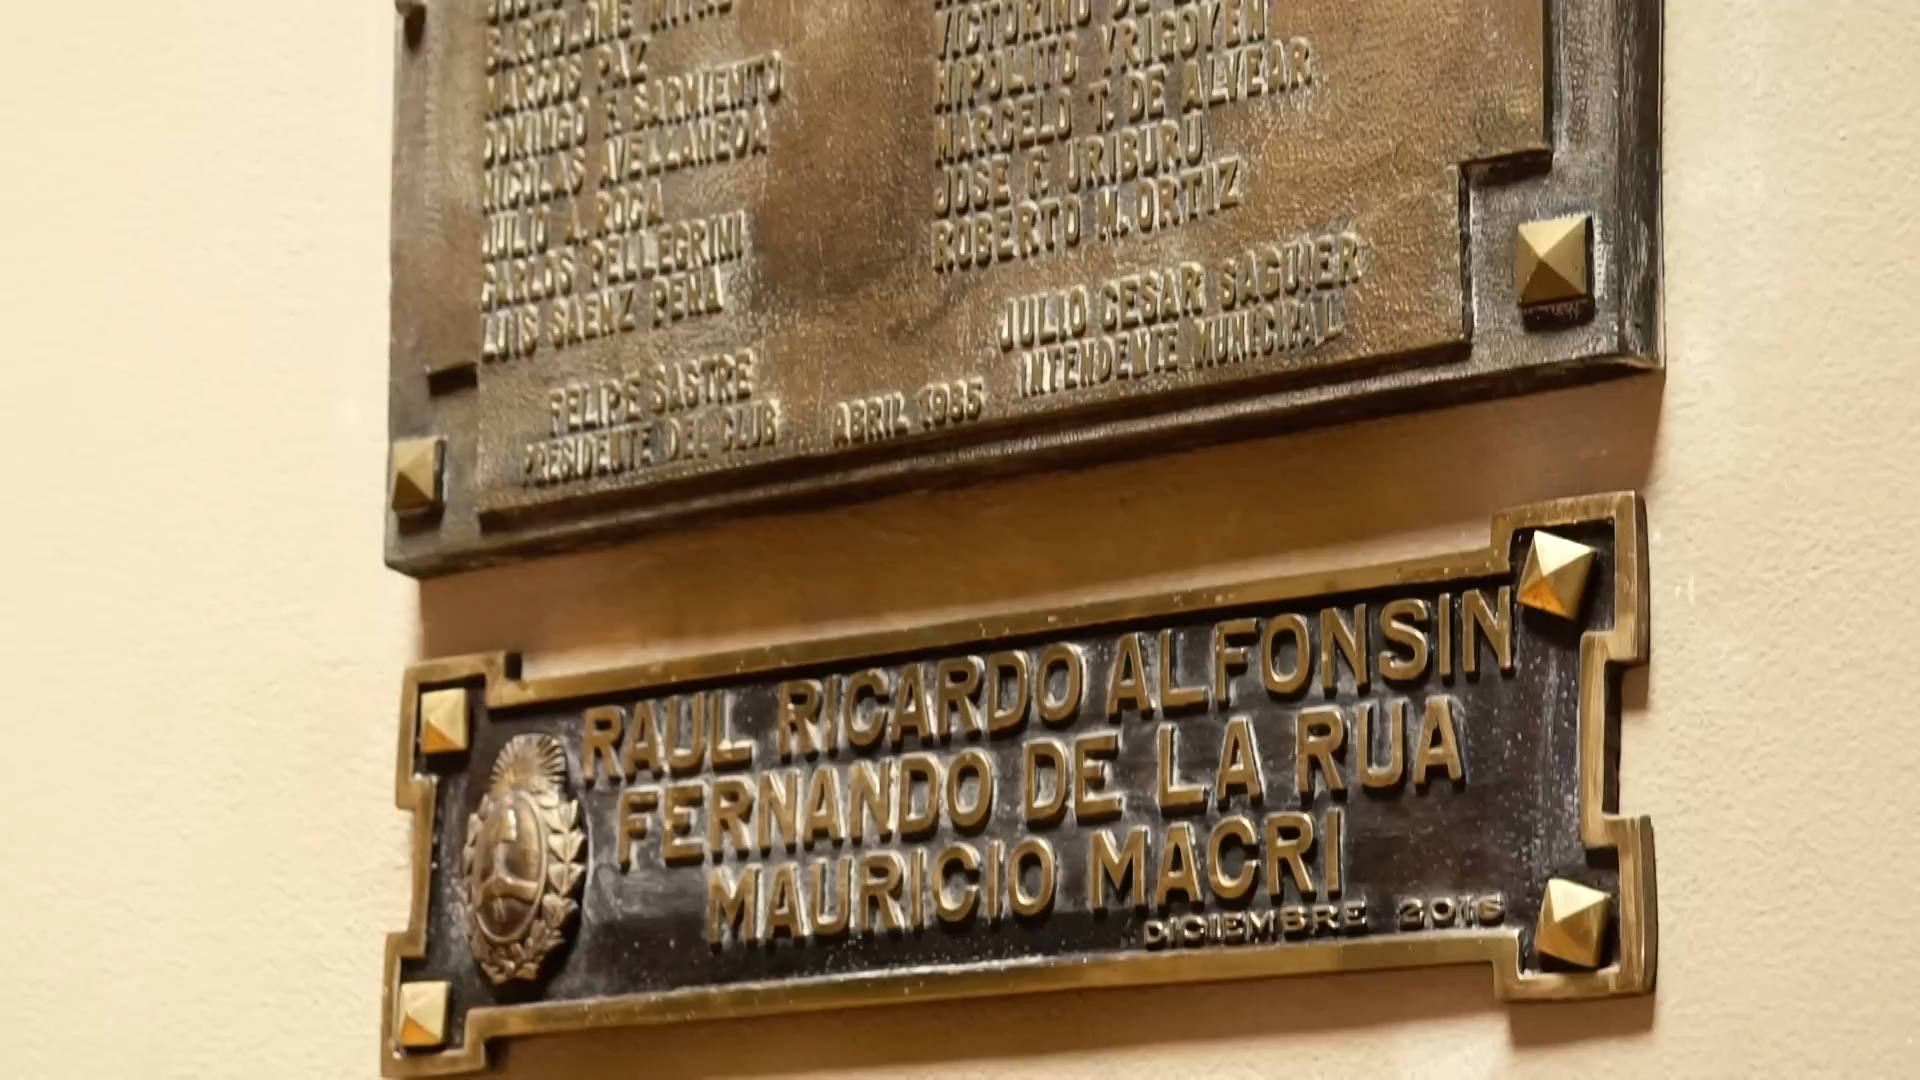 BARTOLOME MITRE
MARCOS PAZ
DOMINGO F. SARMIENTO
NICOLAS AVELLANEDA
JULIO A. ROCA
CARLOS PELLEGRINI
LUIS SAENZ PEÑA
VICTORINO DE
HIPOLITO YRIGOYEN
MARCELO T. DE ALVEAR
JOSE F. URIBURU
ROBERTO M. ORTIZ
FELIPE SASTRE
PRESIDENTE DEL CLUB
ABRIL 1985
JULIO CESAR SAGUIER
INTENDENTE MUNICIPAL
RAUL RICARDO ALFONSIN
FERNANDO DE LA RUA
MAURICIO MACRI
DICIEMBRE